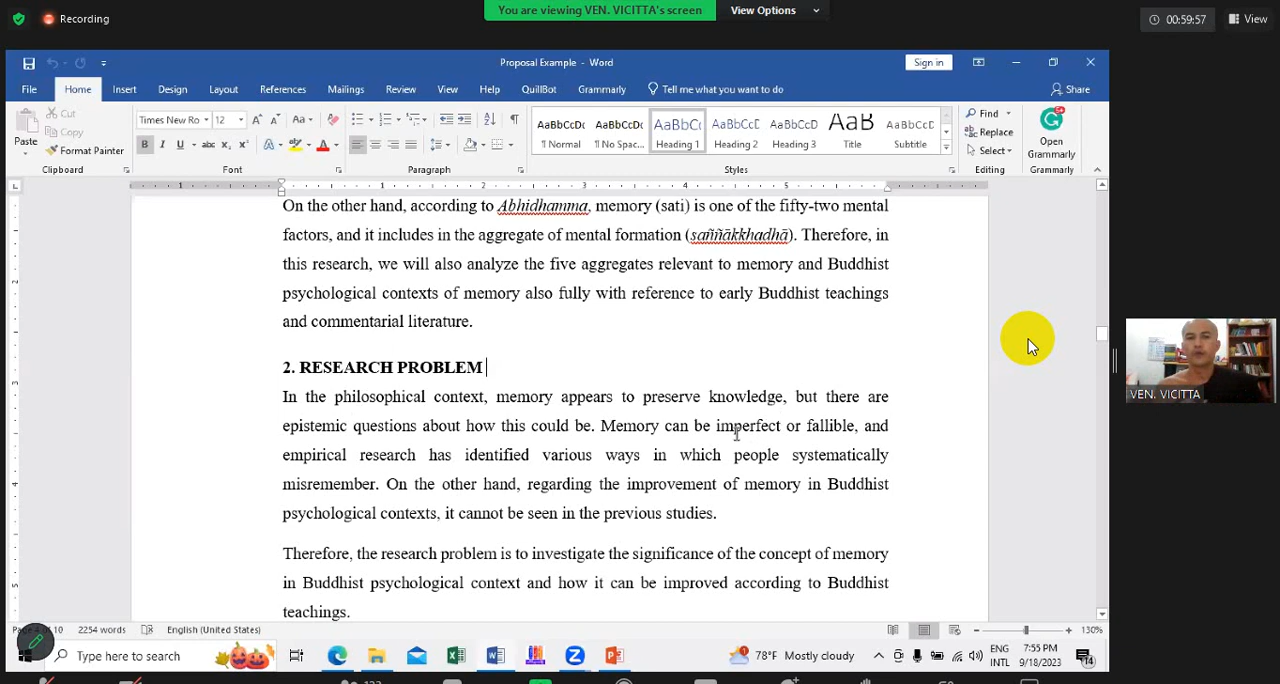 Recording
You are viewing VEN. VICITTA's screen
View Options
00:59:57
View
Proposal Example - Word
Sign in
File Home Insert Design Layout References Mailings Review View Help QuillBot Grammarly Tell me what you want to do
Share
Paste
Cut
Copy
Format Painter
Times New Ro 12
AaBbCcDc AaBbCcDc AaBbC AaBbCcC AaBbCcD AaB AaBbCcD
¶ Normal ¶ No Spac... Heading 1 Heading 2 Heading 3 Title Subtitle
Find
Replace
Select
Open
Grammarly
Clipboard Font Paragraph Styles Editing Grammarly
On the other hand, according to Abhidhamma, memory (sati) is one of the fifty-two mental
factors, and it includes in the aggregate of mental formation (saññākkhadhā). Therefore, in
this research, we will also analyze the five aggregates relevant to memory and Buddhist
psychological contexts of memory also fully with reference to early Buddhist teachings
and commentarial literature.
2. RESEARCH PROBLEM
In the philosophical context, memory appears to preserve knowledge, but there are
epistemic questions about how this could be. Memory can be imperfect or fallible, and
empirical research has identified various ways in which people systematically
misremember. On the other hand, regarding the improvement of memory in Buddhist
psychological contexts, it cannot be seen in the previous studies.
Therefore, the research problem is to investigate the significance of the concept of memory
in Buddhist psychological context and how it can be improved according to Buddhist
teachings.
VEN. VICITTA
of 10 2254 words English (United States)
130%
Type here to search
78°F Mostly cloudy
ENG
INTL
7:55 PM
9/18/2023
14